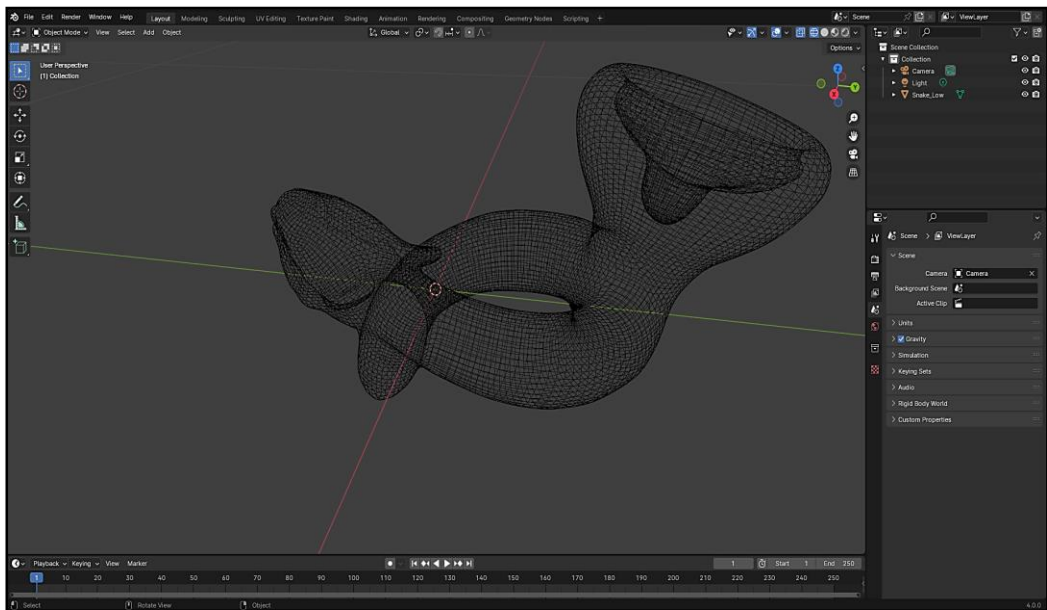 File Edit Render Window Help Layout Modeling Sculpting UV Editing Texture Paint Shading Animation Rendering Compositing Geometry Nodes Scripting + Scene ViewLayer
Object Mode View Select Add Object Global
Options
User Perspective
(1) Collection
Z
Y
X
Scene Collection
Collection
Camera
Light
Snake_Low
Scene > ViewLayer
Scene
Camera Camera
Background Scene
Active Clip
Units
Gravity
Simulation
Keying Sets
Audio
Rigid Body World
Custom Properties
Playback Keying View Marker 1 Start 1 End 250
1 10 20 30 40 50 60 70 80 90 100 110 120 130 140 150 160 170 180 190 200 210 220 230 240 250
Select Rotate View Object 4.0.0